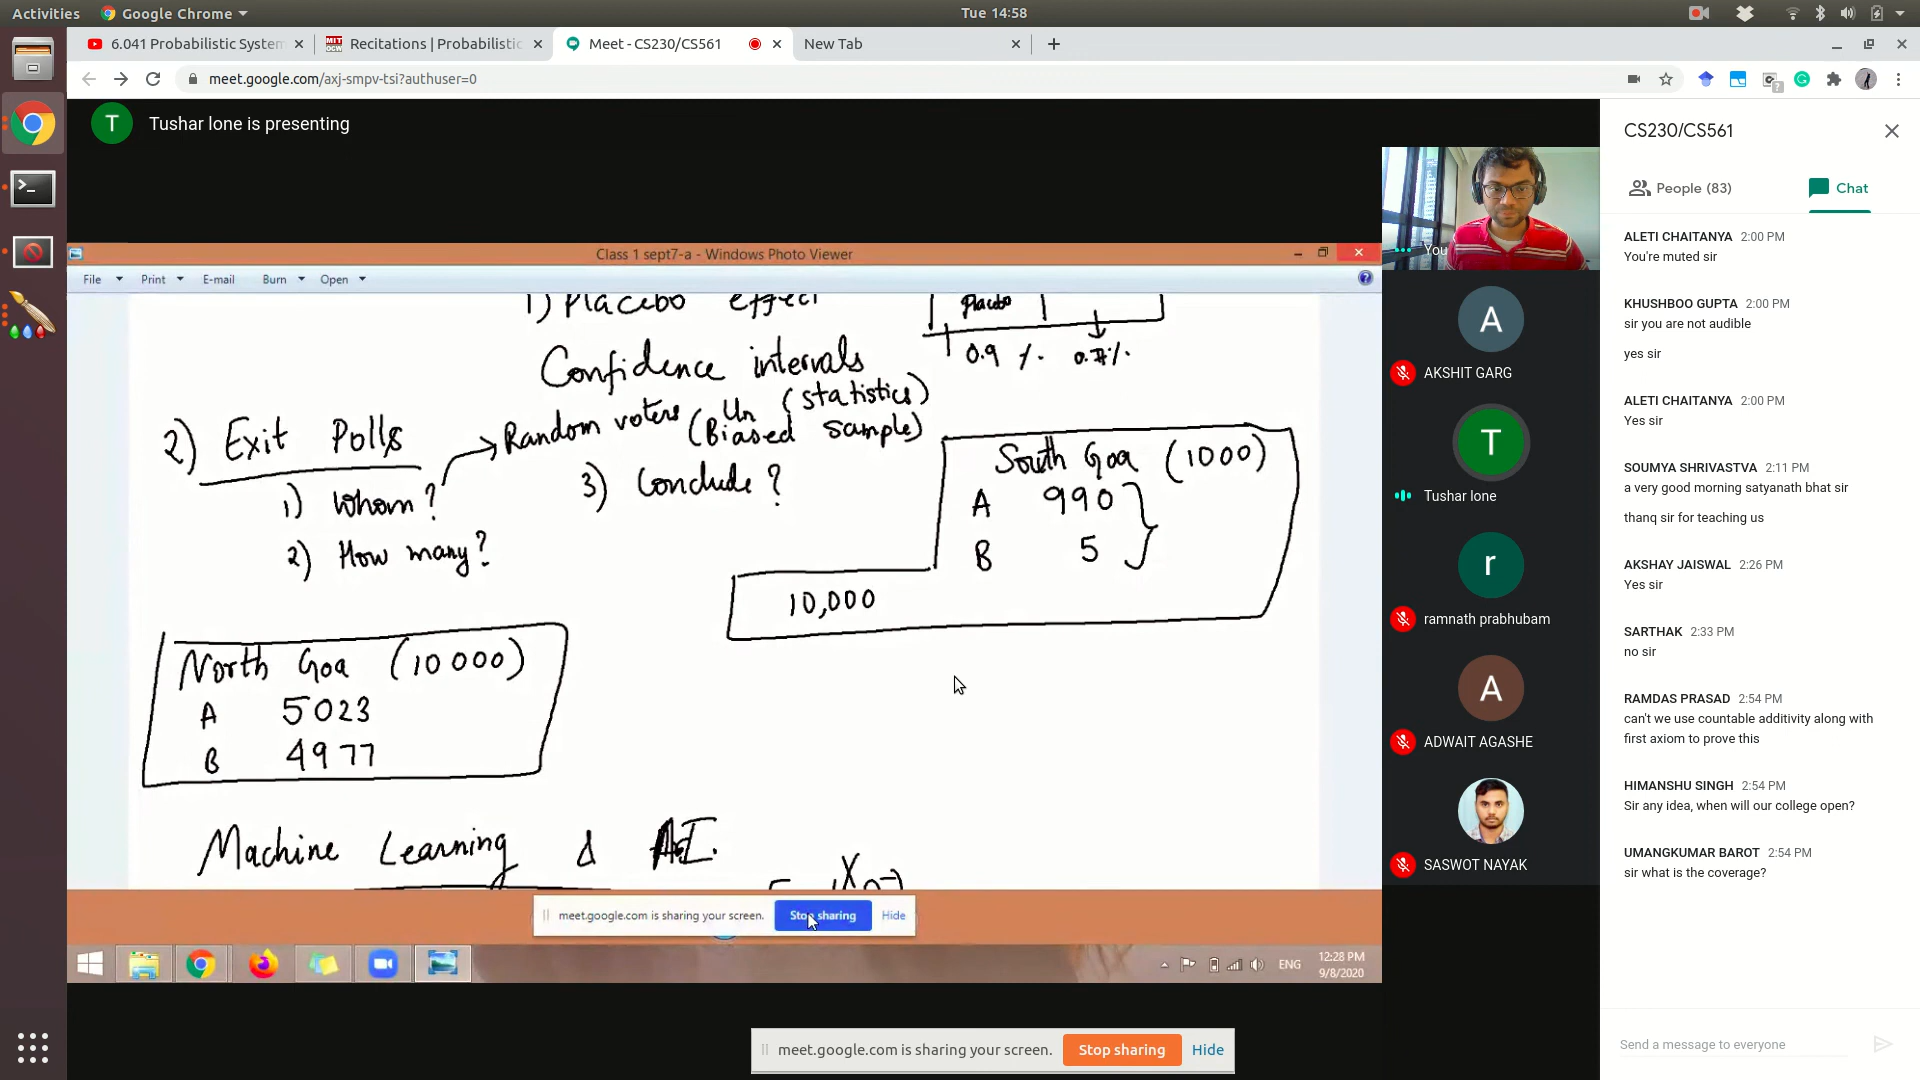 Activities
Google Chrome
Tue 14:58
6.041 Probabilistic System
Recitations | Probabilistic
Meet - CS230/CS561
New Tab
meet.google.com/axj-smpv-tsi?authuser=0
T Tushar lone is presenting
Class 1 sept7-a - Windows Photo Viewer
File Print E-mail Burn Open
1) Placebo effect
Placebo
0.9 %.
Confidence intervals
(statistics)
2) Exit Polls
Random voters (Un Biased sample)
1) Whom?
3) Conclude?
2) How many?
South Goa (1000)
A 990
B 5
10,000
North Goa (10000)
A 5023
B 4977
Machine Learning & A.I.
meet.google.com is sharing your screen. Stop sharing Hide
ENG
12:28 PM
9/8/2020
meet.google.com is sharing your screen. Stop sharing Hide
You
A
AKSHIT GARG
T
Tushar lone
r
ramnath prabhubam
A
ADWAIT AGASHE
SASWOT NAYAK
CS230/CS561
People (83)
Chat
ALETI CHAITANYA 2:00 PM
You're muted sir
KHUSHBOO GUPTA 2:00 PM
sir you are not audible
yes sir
ALETI CHAITANYA 2:00 PM
Yes sir
SOUMYA SHRIVASTVA 2:11 PM
a very good morning satyanath bhat sir
thanq sir for teaching us
AKSHAY JAISWAL 2:26 PM
Yes sir
SARTHAK 2:33 PM
no sir
RAMDAS PRASAD 2:54 PM
can't we use countable additivity along with
first axiom to prove this
HIMANSHU SINGH 2:54 PM
Sir any idea, when will our college open?
UMANGKUMAR BAROT 2:54 PM
sir what is the coverage?
Send a message to everyone